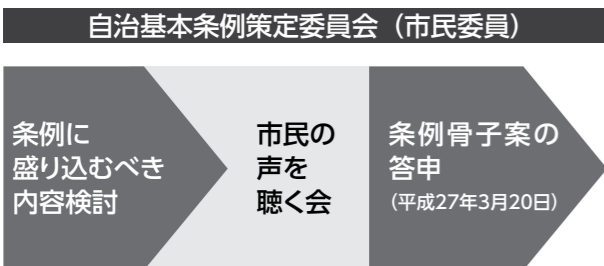 自治基本条例策定委員会（市民委員）
条例に
盛り込むべき
内容検討
市民の
声を
聴く会
条例骨子案の
答申
（平成27年3月20日）